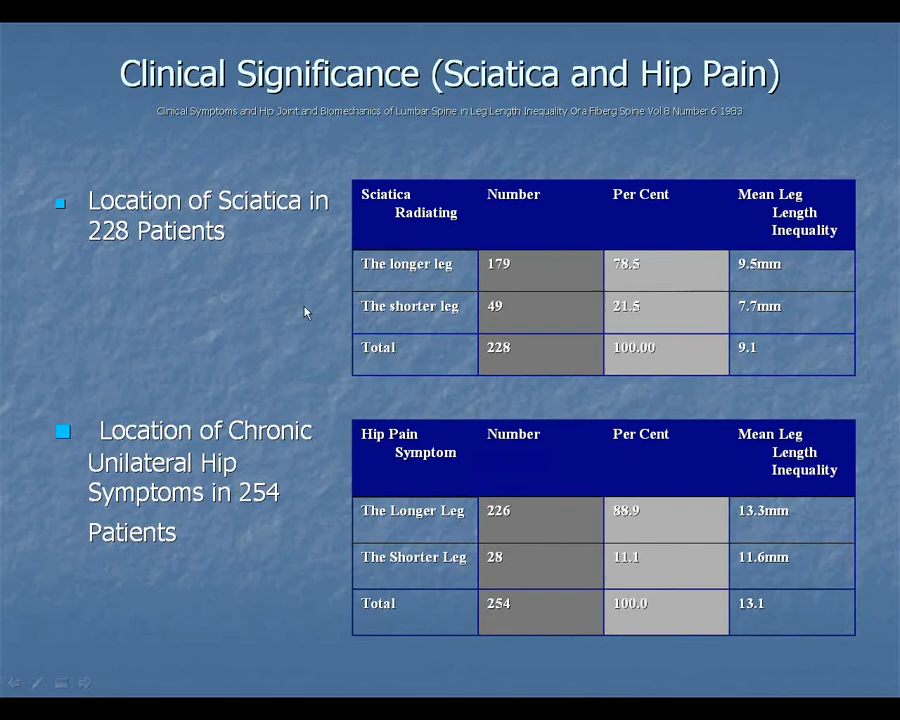 Clinical Significance (Sciatica and Hip Pain)
Clinical Symptoms and Hip Joint and Biomechanics of Lumbar Spine in Leg Length Inequality Ora Fiberg Spine Vol 8 Number 6 1983
Location of Sciatica in
228 Patients
Sciatica Radiating Number Per Cent Mean Leg Length Inequality
The longer leg 179 78.5 9.5mm
The shorter leg 49 21.5 7.7mm
Total 228 100.00 9.1
Location of Chronic
Unilateral Hip
Symptoms in 254
Patients
Hip Pain Symptom Number Per Cent Mean Leg Length Inequality
The Longer Leg 226 88.9 13.3mm
The Shorter Leg 28 11.1 11.6mm
Total 254 100.0 13.1